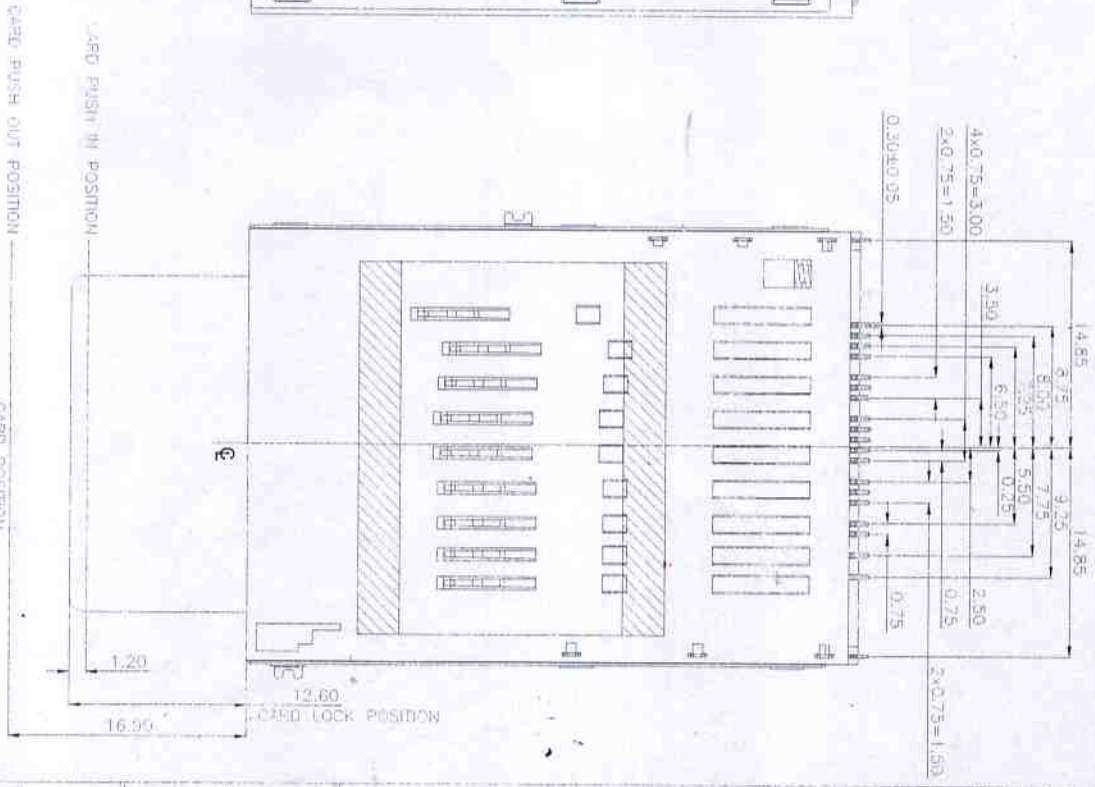 CARD PUSH OUT POSITION
CARD PUSH IN POSITION
0.30±0.05
2x0.75=1.50
4x0.75=3.00
3.50
6.50
8.00
8.75
14.85
14.85
9.25
7.75
5.50
0.25
2.50
0.75
0.75
2x0.75=1.50
℄
1.20
12.60
CARD LOCK POSITION
16.99
CARD POSITION